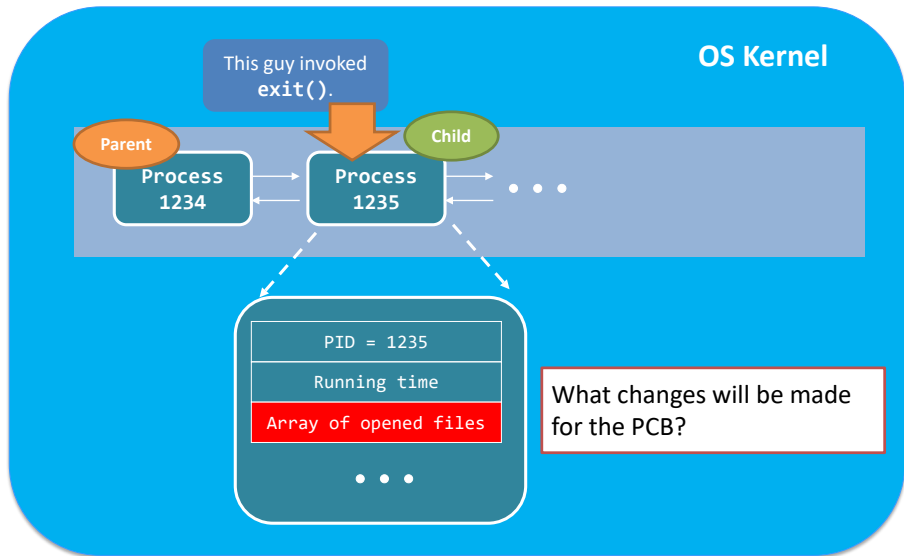 OS Kernel
This guy invoked
exit().
Parent
Child
Process
1234
Process
1235
PID = 1235
Running time
Array of opened files
What changes will be made
for the PCB?